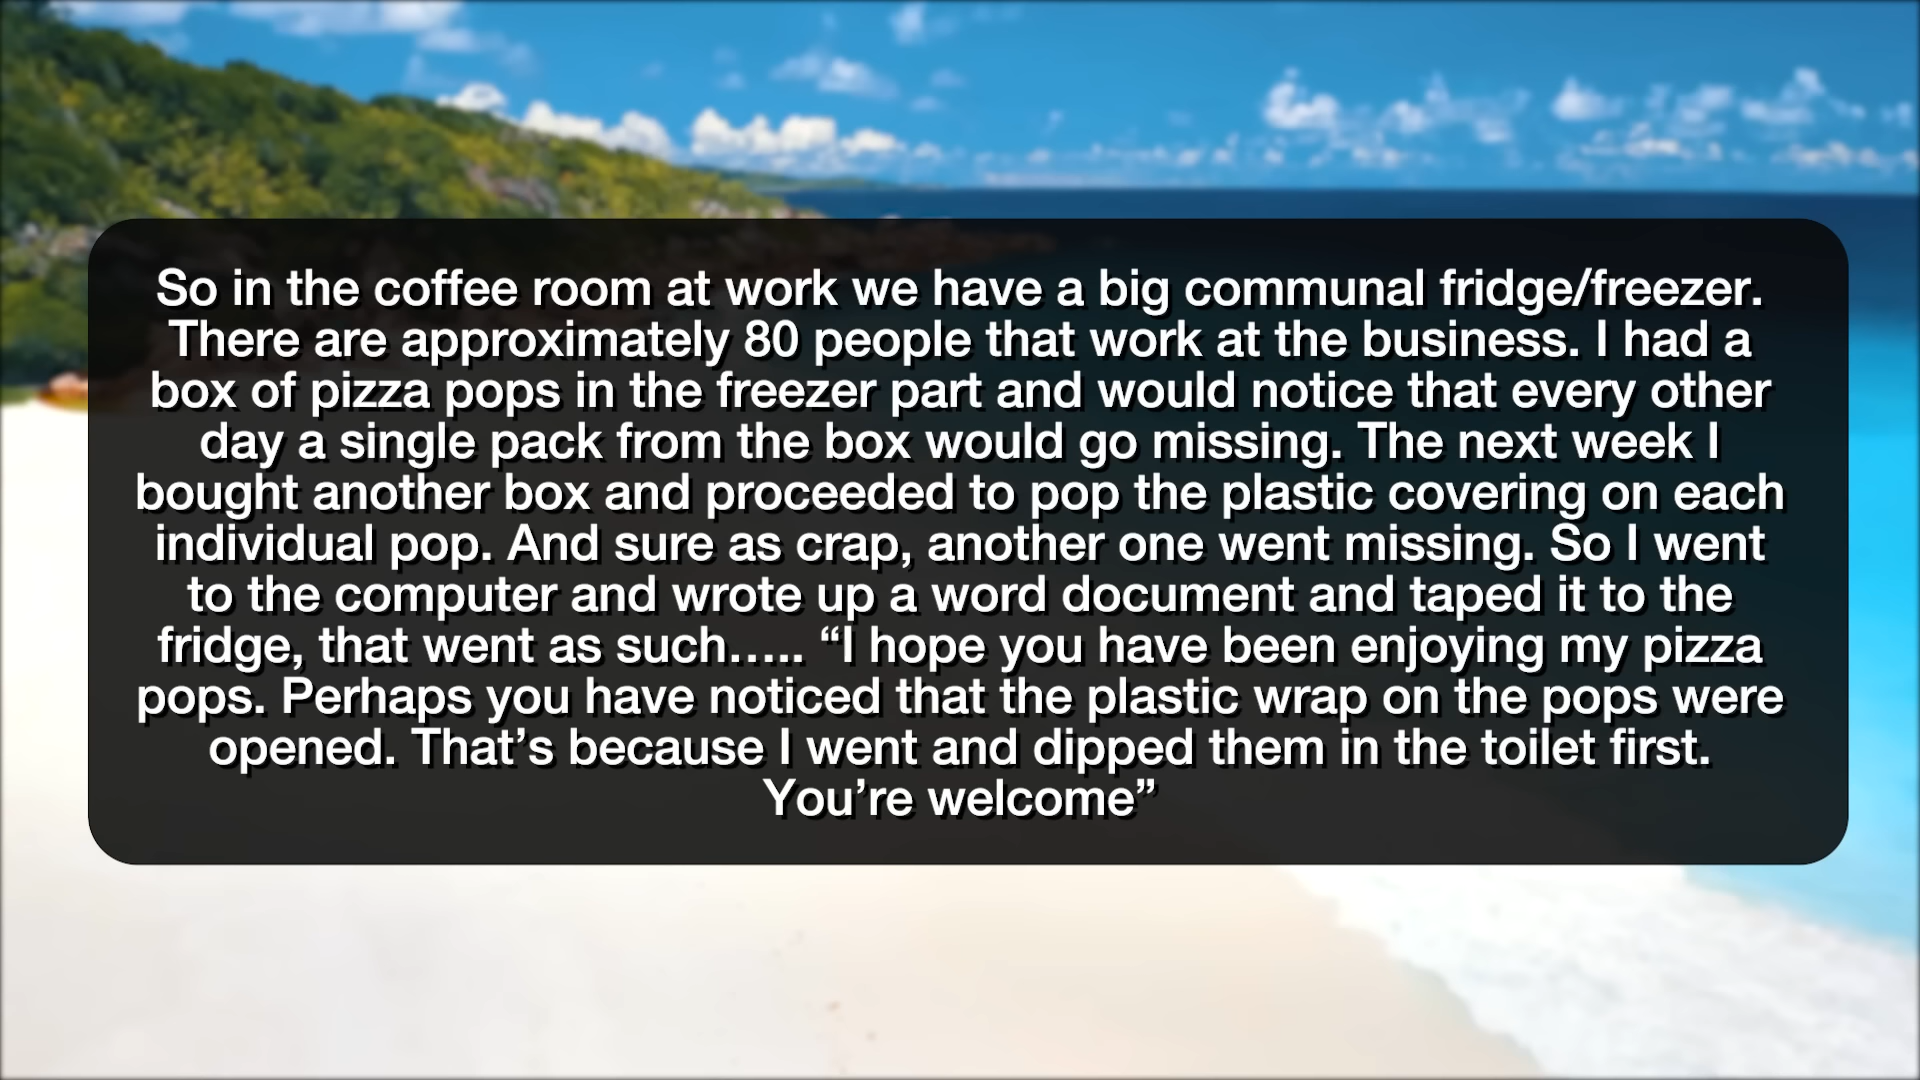 So in the coffee room at work we have a big communal fridge/freezer.
There are approximately 80 people that work at the business. I had a
box of pizza pops in the freezer part and would notice that every other
day a single pack from the box would go missing. The next week I
bought another box and proceeded to pop the plastic covering on each
individual pop. And sure as crap, another one went missing. So I went
to the computer and wrote up a word document and taped it to the
fridge, that went as such..... “I hope you have been enjoying my pizza
pops. Perhaps you have noticed that the plastic wrap on the pops were
opened. That’s because I went and dipped them in the toilet first.
You’re welcome”